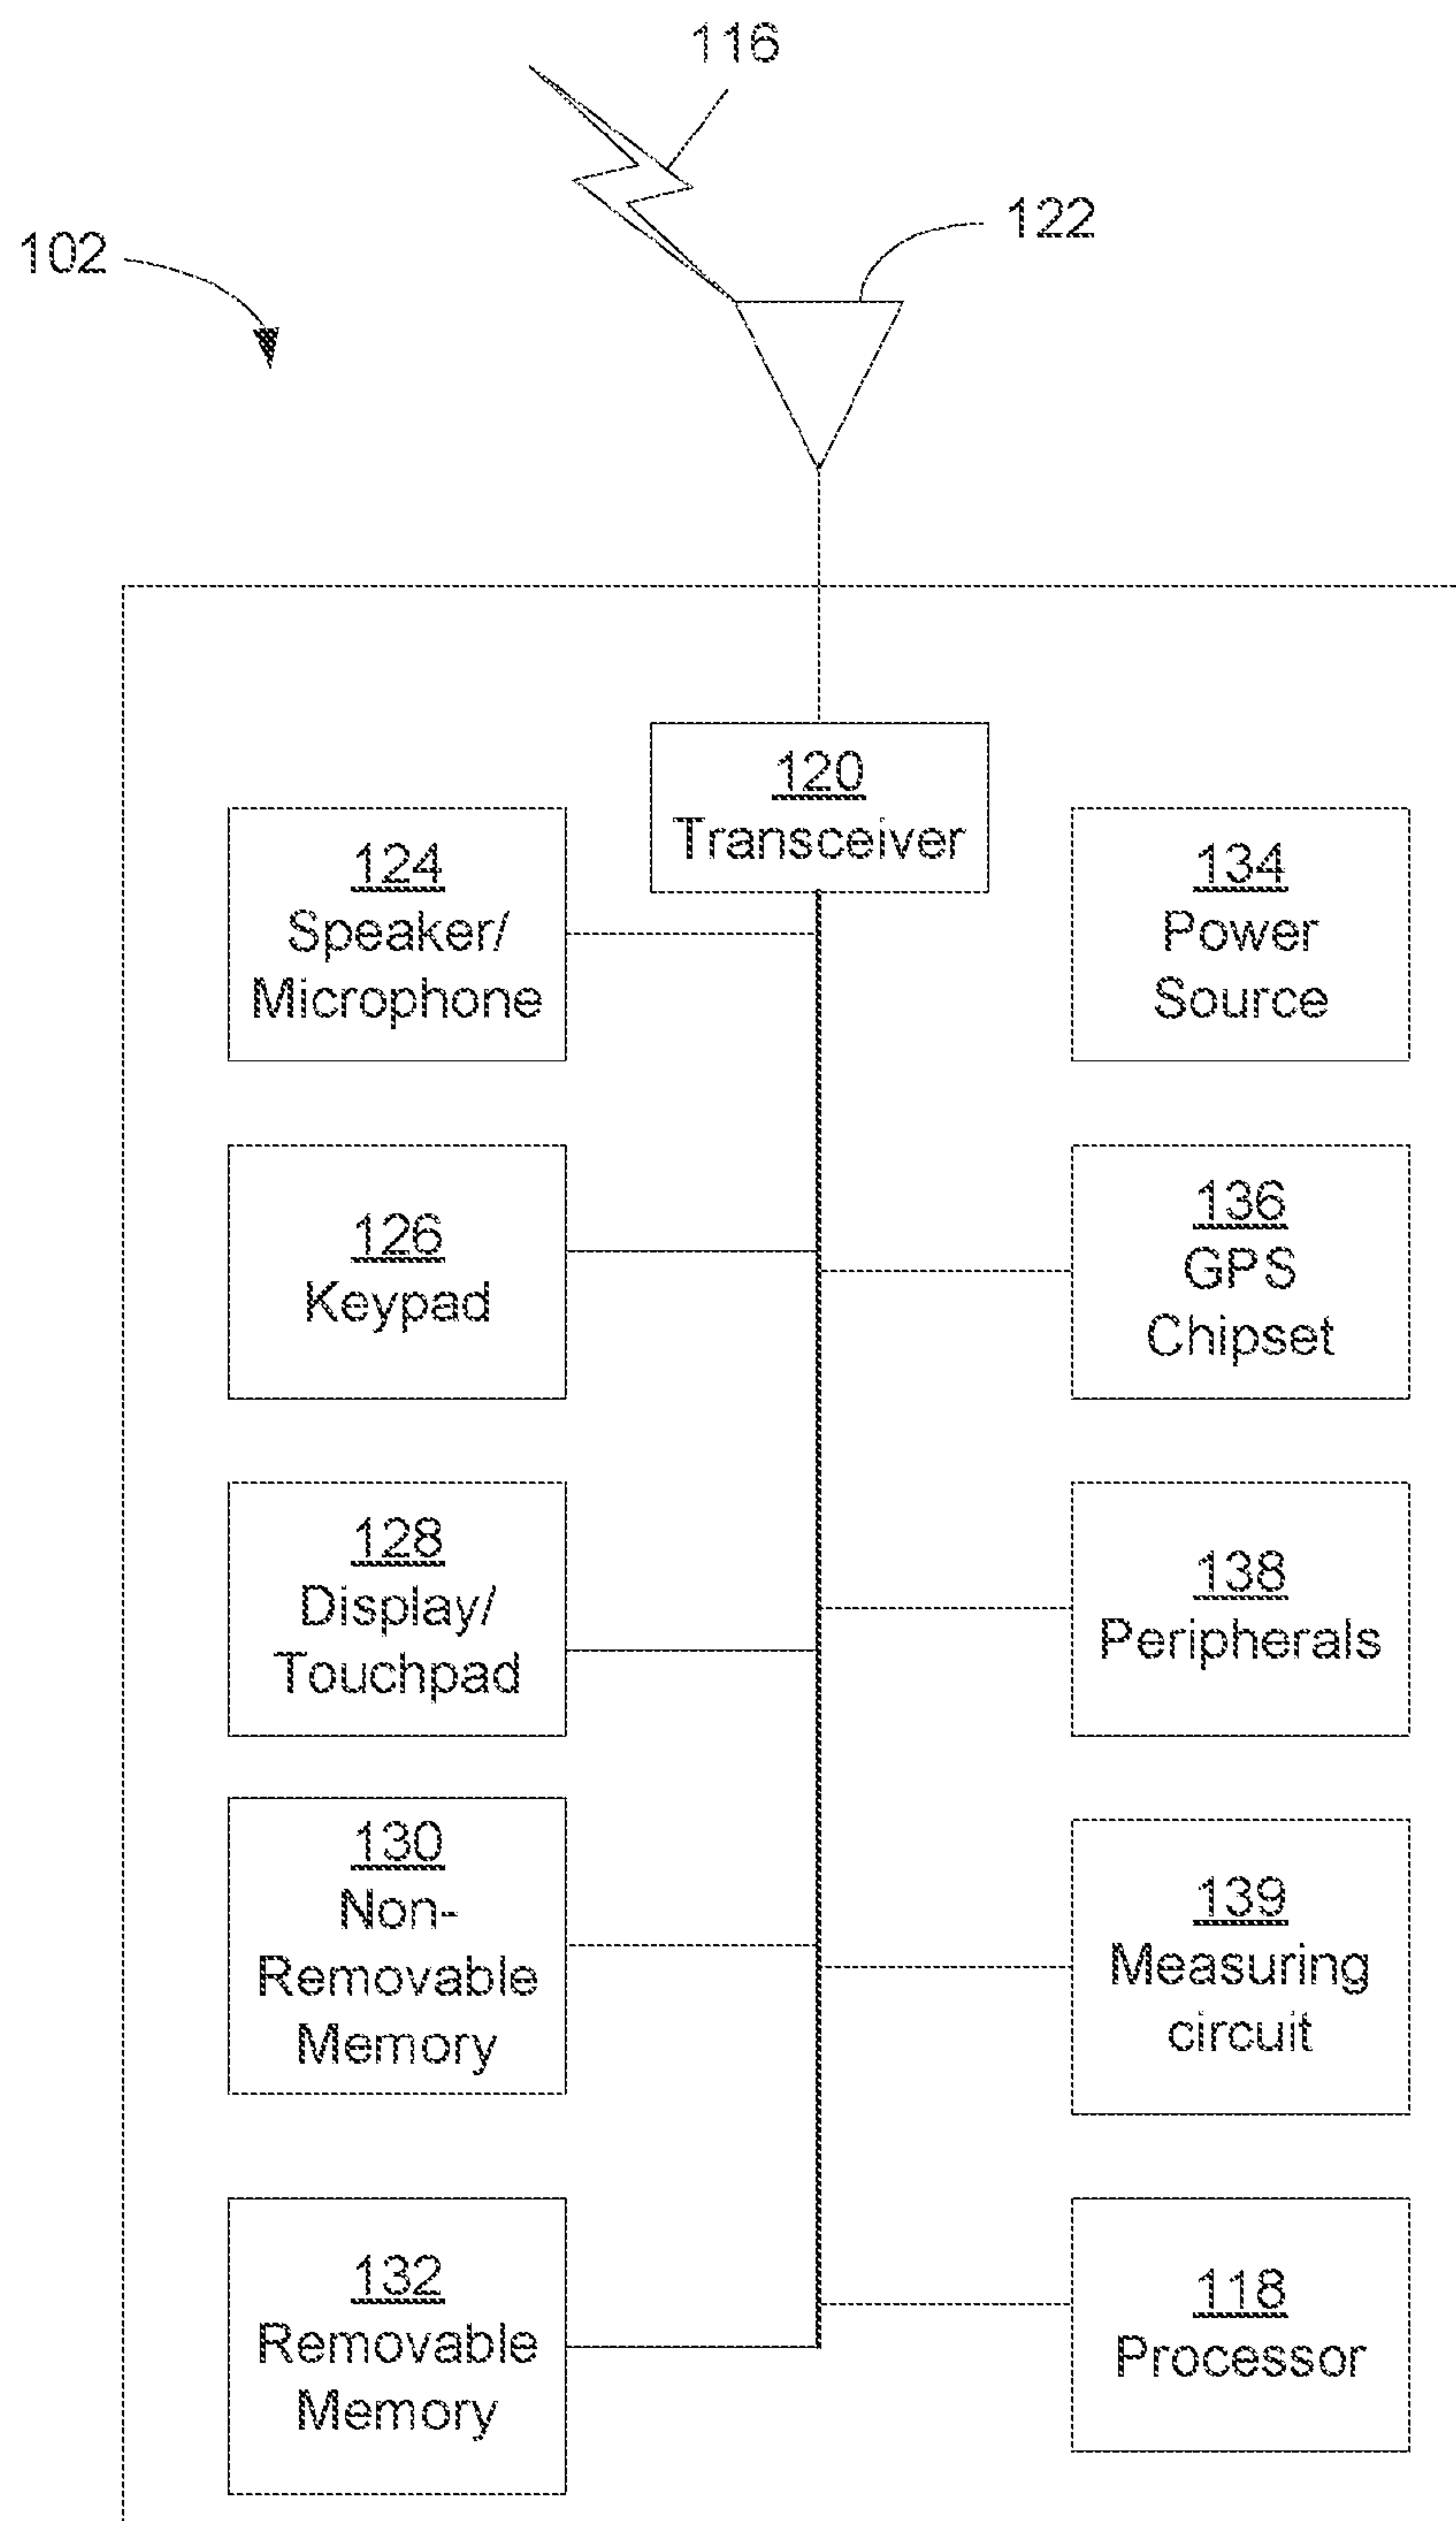 116
122
102
120
Transceiver
124
Speaker/
Microphone
134
Power
Source
126
Keypad
136
GPS
Chipset
128
Display/
Touchpad
138
Peripherals
130
Non-
Removable
Memory
139
Measuring
circuit
132
Removable
Memory
118
Processor